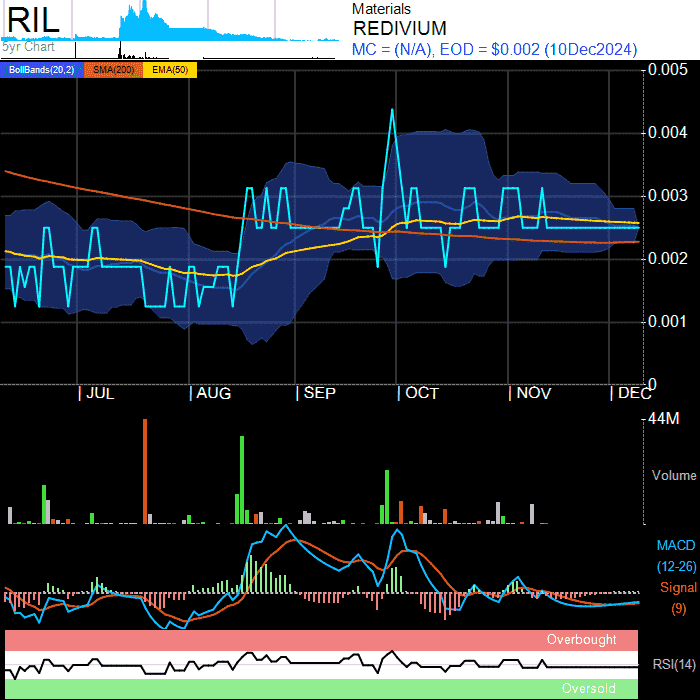 RIL
5yr Chart
Materials
REDIVIUM
MC = (N/A), EOD = $0.002 (10Dec2024)
BollBands(20,2) SMA(200) EMA(50)
0.005
0.004
0.003
0.002
0.001
0
| JUL | AUG | SEP | OCT | NOV | DEC
44M
Volume
MACD
(12-26)
Signal
(9)
Overbought
RSI(14)
Oversold